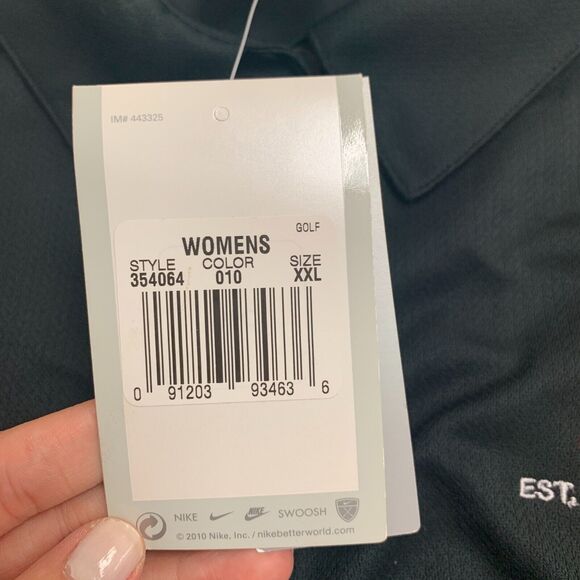 IM# 443325
GOLF
WOMENS
STYLE COLOR SIZE
354064 010 XXL
0 91203 93463 6
NIKE NIKE SWOOSH
© 2010 Nike, Inc. / nikebetterworld.com
EST.